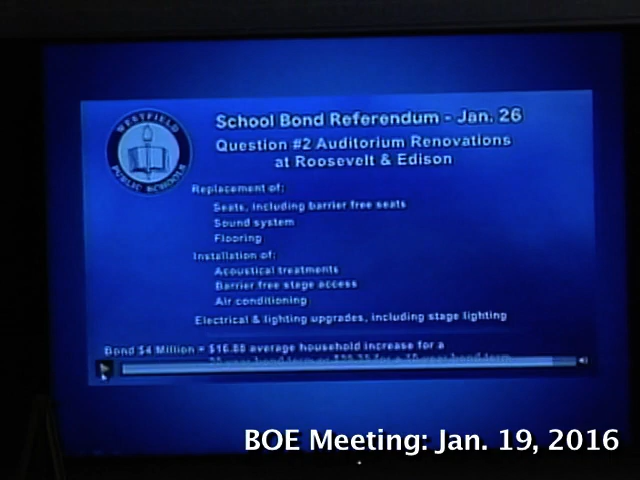 WESTFIELD
PUBLIC SCHOOLS
School Bond Referendum - Jan. 26
Question #2 Auditorium Renovations
at Roosevelt & Edison
Replacement of:
Seats, including barrier free seats
Sound system
Flooring
Installation of:
Acoustical treatments
Barrier free stage access
Air conditioning
Electrical & lighting upgrades, including stage lighting
Bond $4 Million = $16.88 average household increase for a
BOE Meeting: Jan. 19, 2016